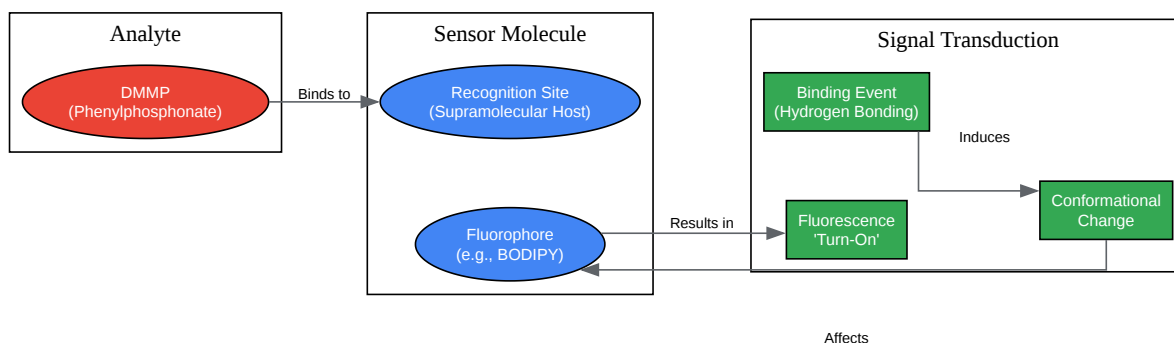 Analyte
DMMP
(Phenylphosphonate)
Binds to
Sensor Molecule
Recognition Site
(Supramolecular Host)
Fluorophore
(e.g., BODIPY)
Results in
Signal Transduction
Binding Event
(Hydrogen Bonding)
Induces
Conformational
Change
Fluorescence
'Turn-On'
Affects